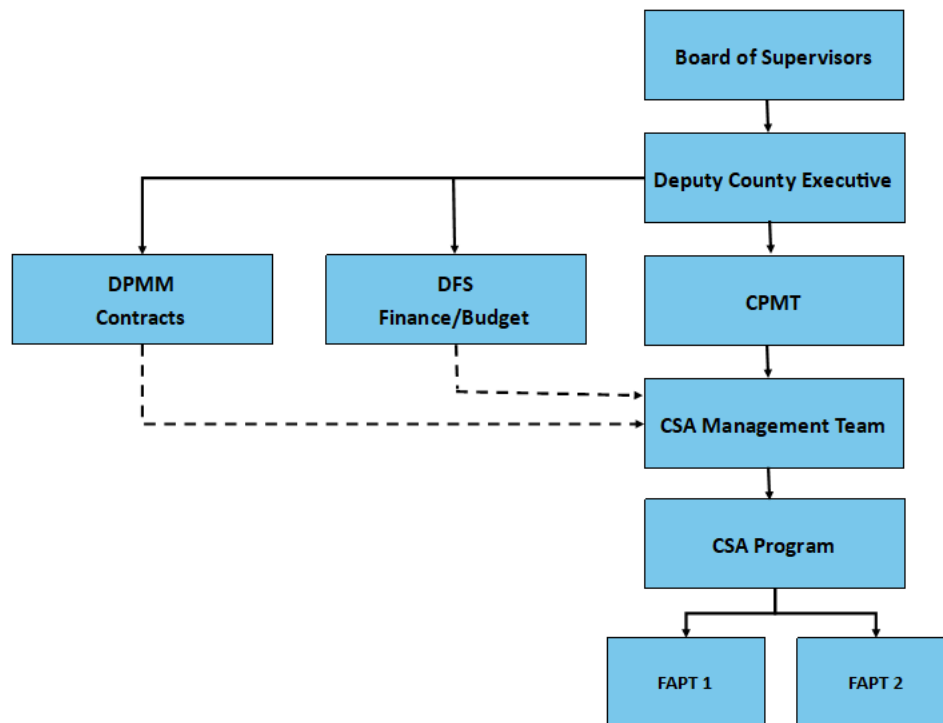 Board of Supervisors
Deputy County Executive
DPMM
Contracts
DFS
Finance/Budget
CPMT
CSA Management Team
CSA Program
FAPT 1
FAPT 2